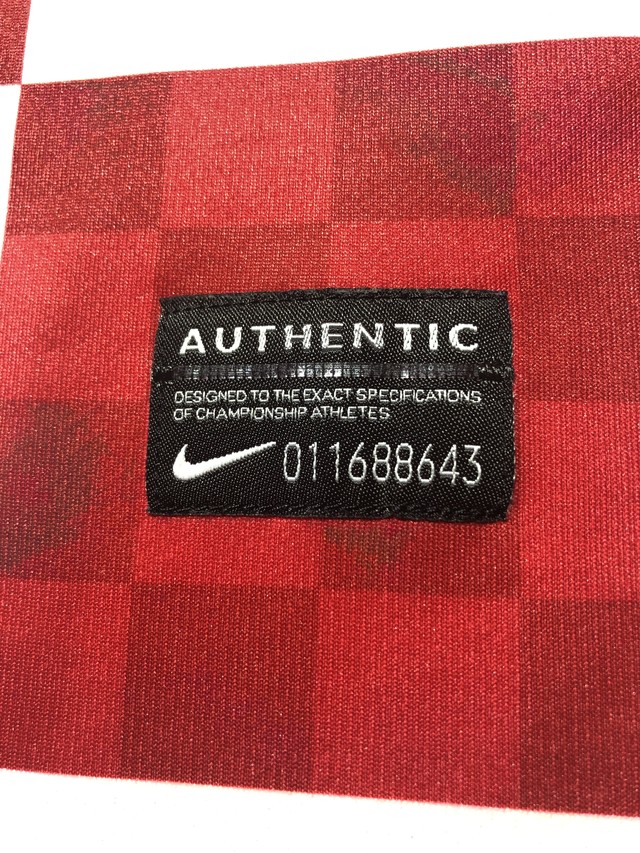 AUTHENTIC
DESIGNED TO THE EXACT SPECIFICATIONS
OF CHAMPIONSHIP ATHLETES
011688643